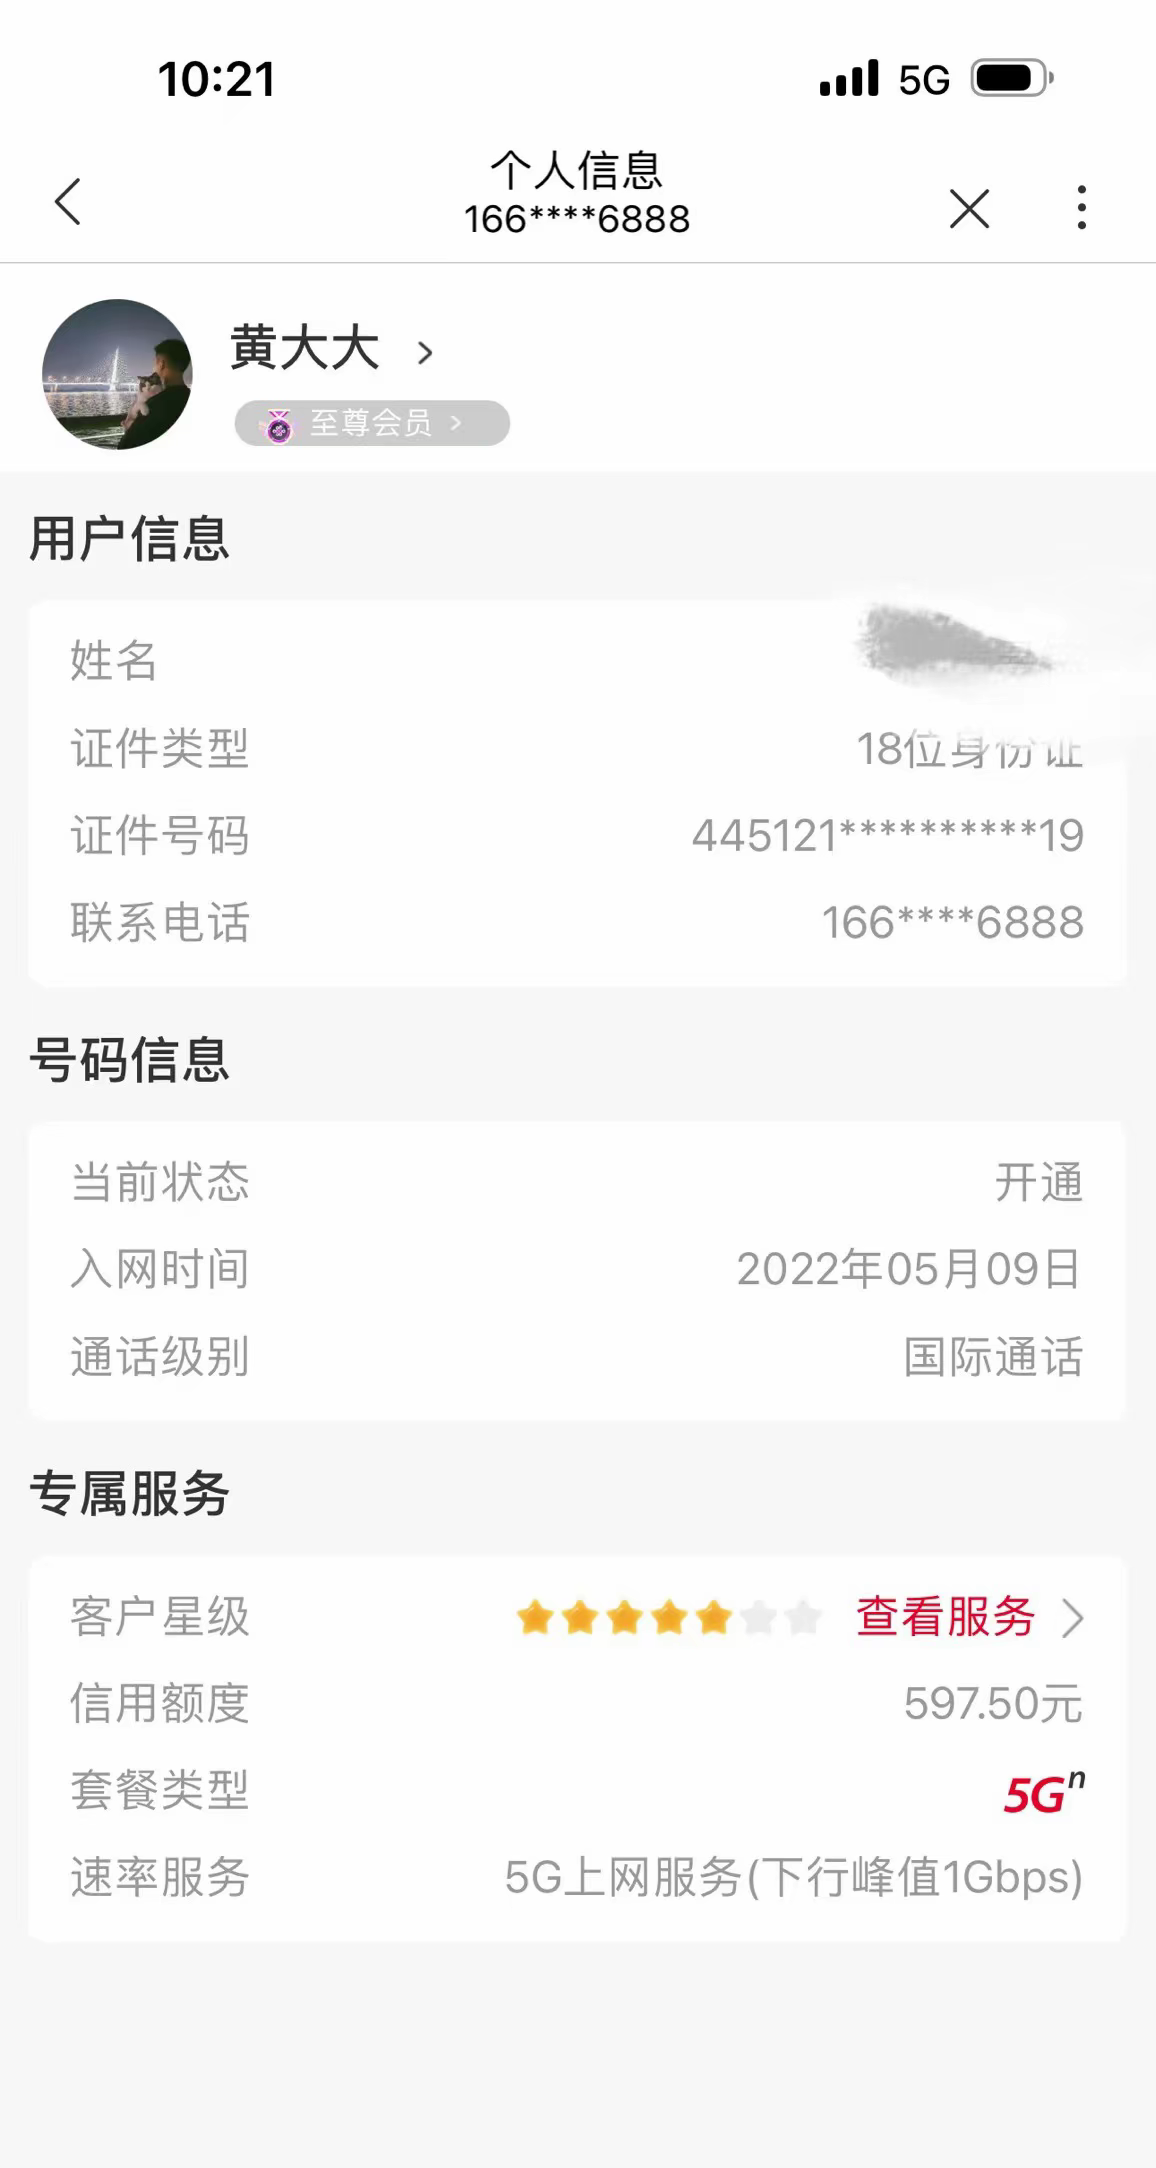 10:21
5G
个人信息
166****6888
黄大大
至尊会员
用户信息
姓名
证件类型 18位身份证
证件号码 445121**********19
联系电话 166****6888
号码信息
当前状态 开通
入网时间 2022年05月09日
通话级别 国际通话
专属服务
客户星级 查看服务
信用额度 597.50元
套餐类型 5Gⁿ
速率服务 5G上网服务(下行峰值1Gbps)